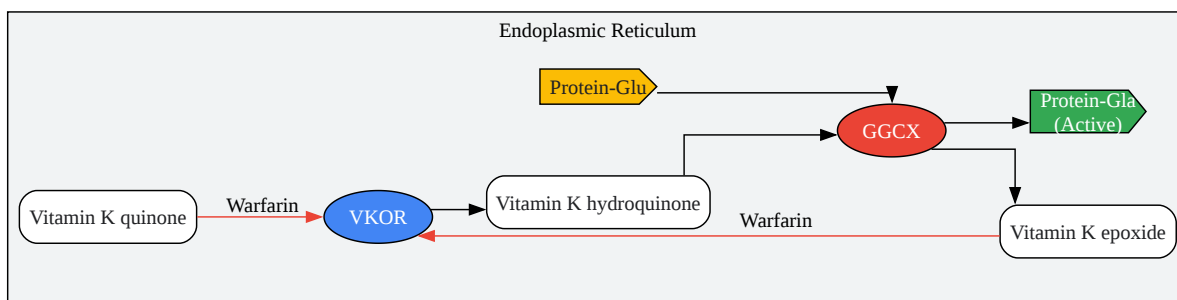 Endoplasmic Reticulum
Protein-Glu
Protein-Gla
(Active)
GGCX
Vitamin K quinone
Warfarin
VKOR
Vitamin K hydroquinone
Warfarin
Vitamin K epoxide